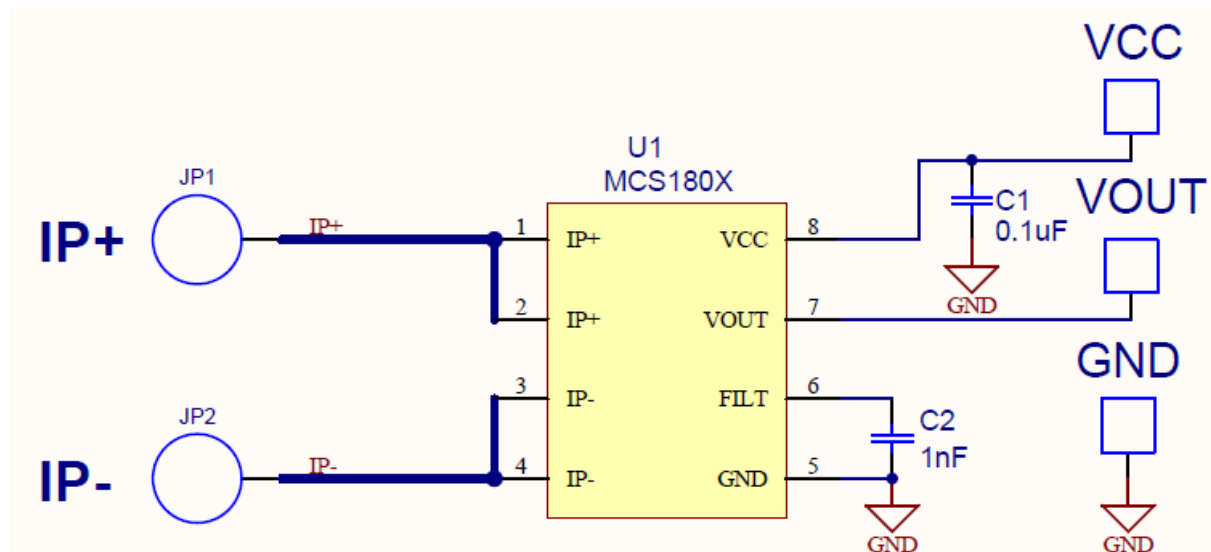 VCC
U1
MCS180X
JP1
IP+
IP+
1
IP+
VCC
8
C1
0.1uF
GND
VOUT
2
IP+
VOUT
7
GND
3
IP-
FILT
6
JP2
IP-
IP-
4
IP-
GND
5
C2
1nF
GND
GND